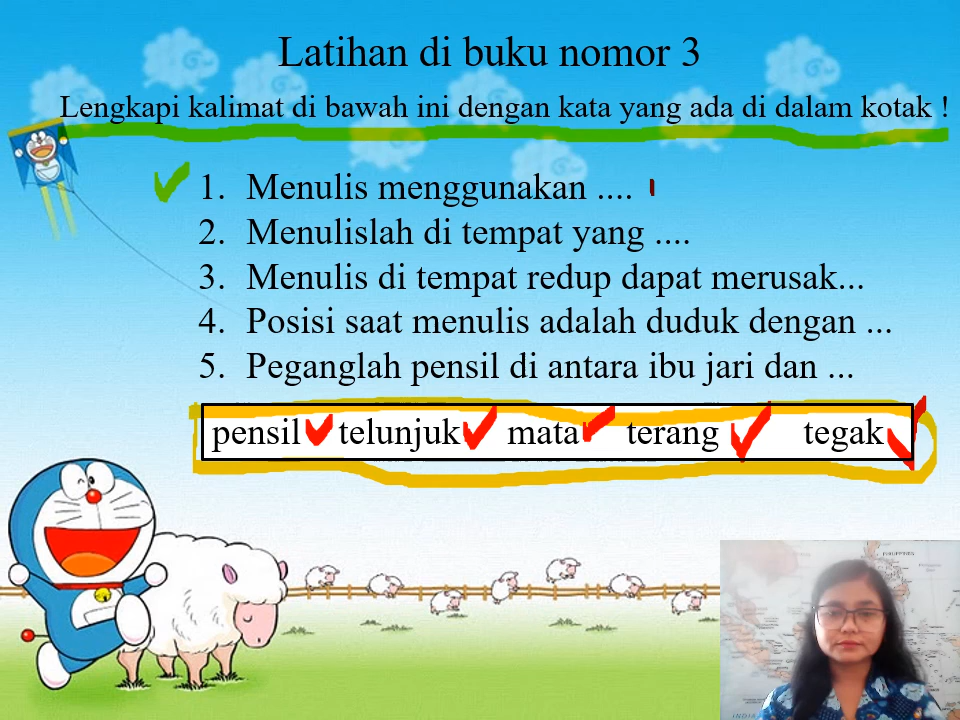 Latihan di buku nomor 3
Lengkapi kalimat di bawah ini dengan kata yang ada di dalam kotak !
1. Menulis menggunakan ....
2. Menulislah di tempat yang ....
3. Menulis di tempat redup dapat merusak...
4. Posisi saat menulis adalah duduk dengan ...
5. Peganglah pensil di antara ibu jari dan ...
pensil telunjuk mata terang tegak
PHILIPPINES